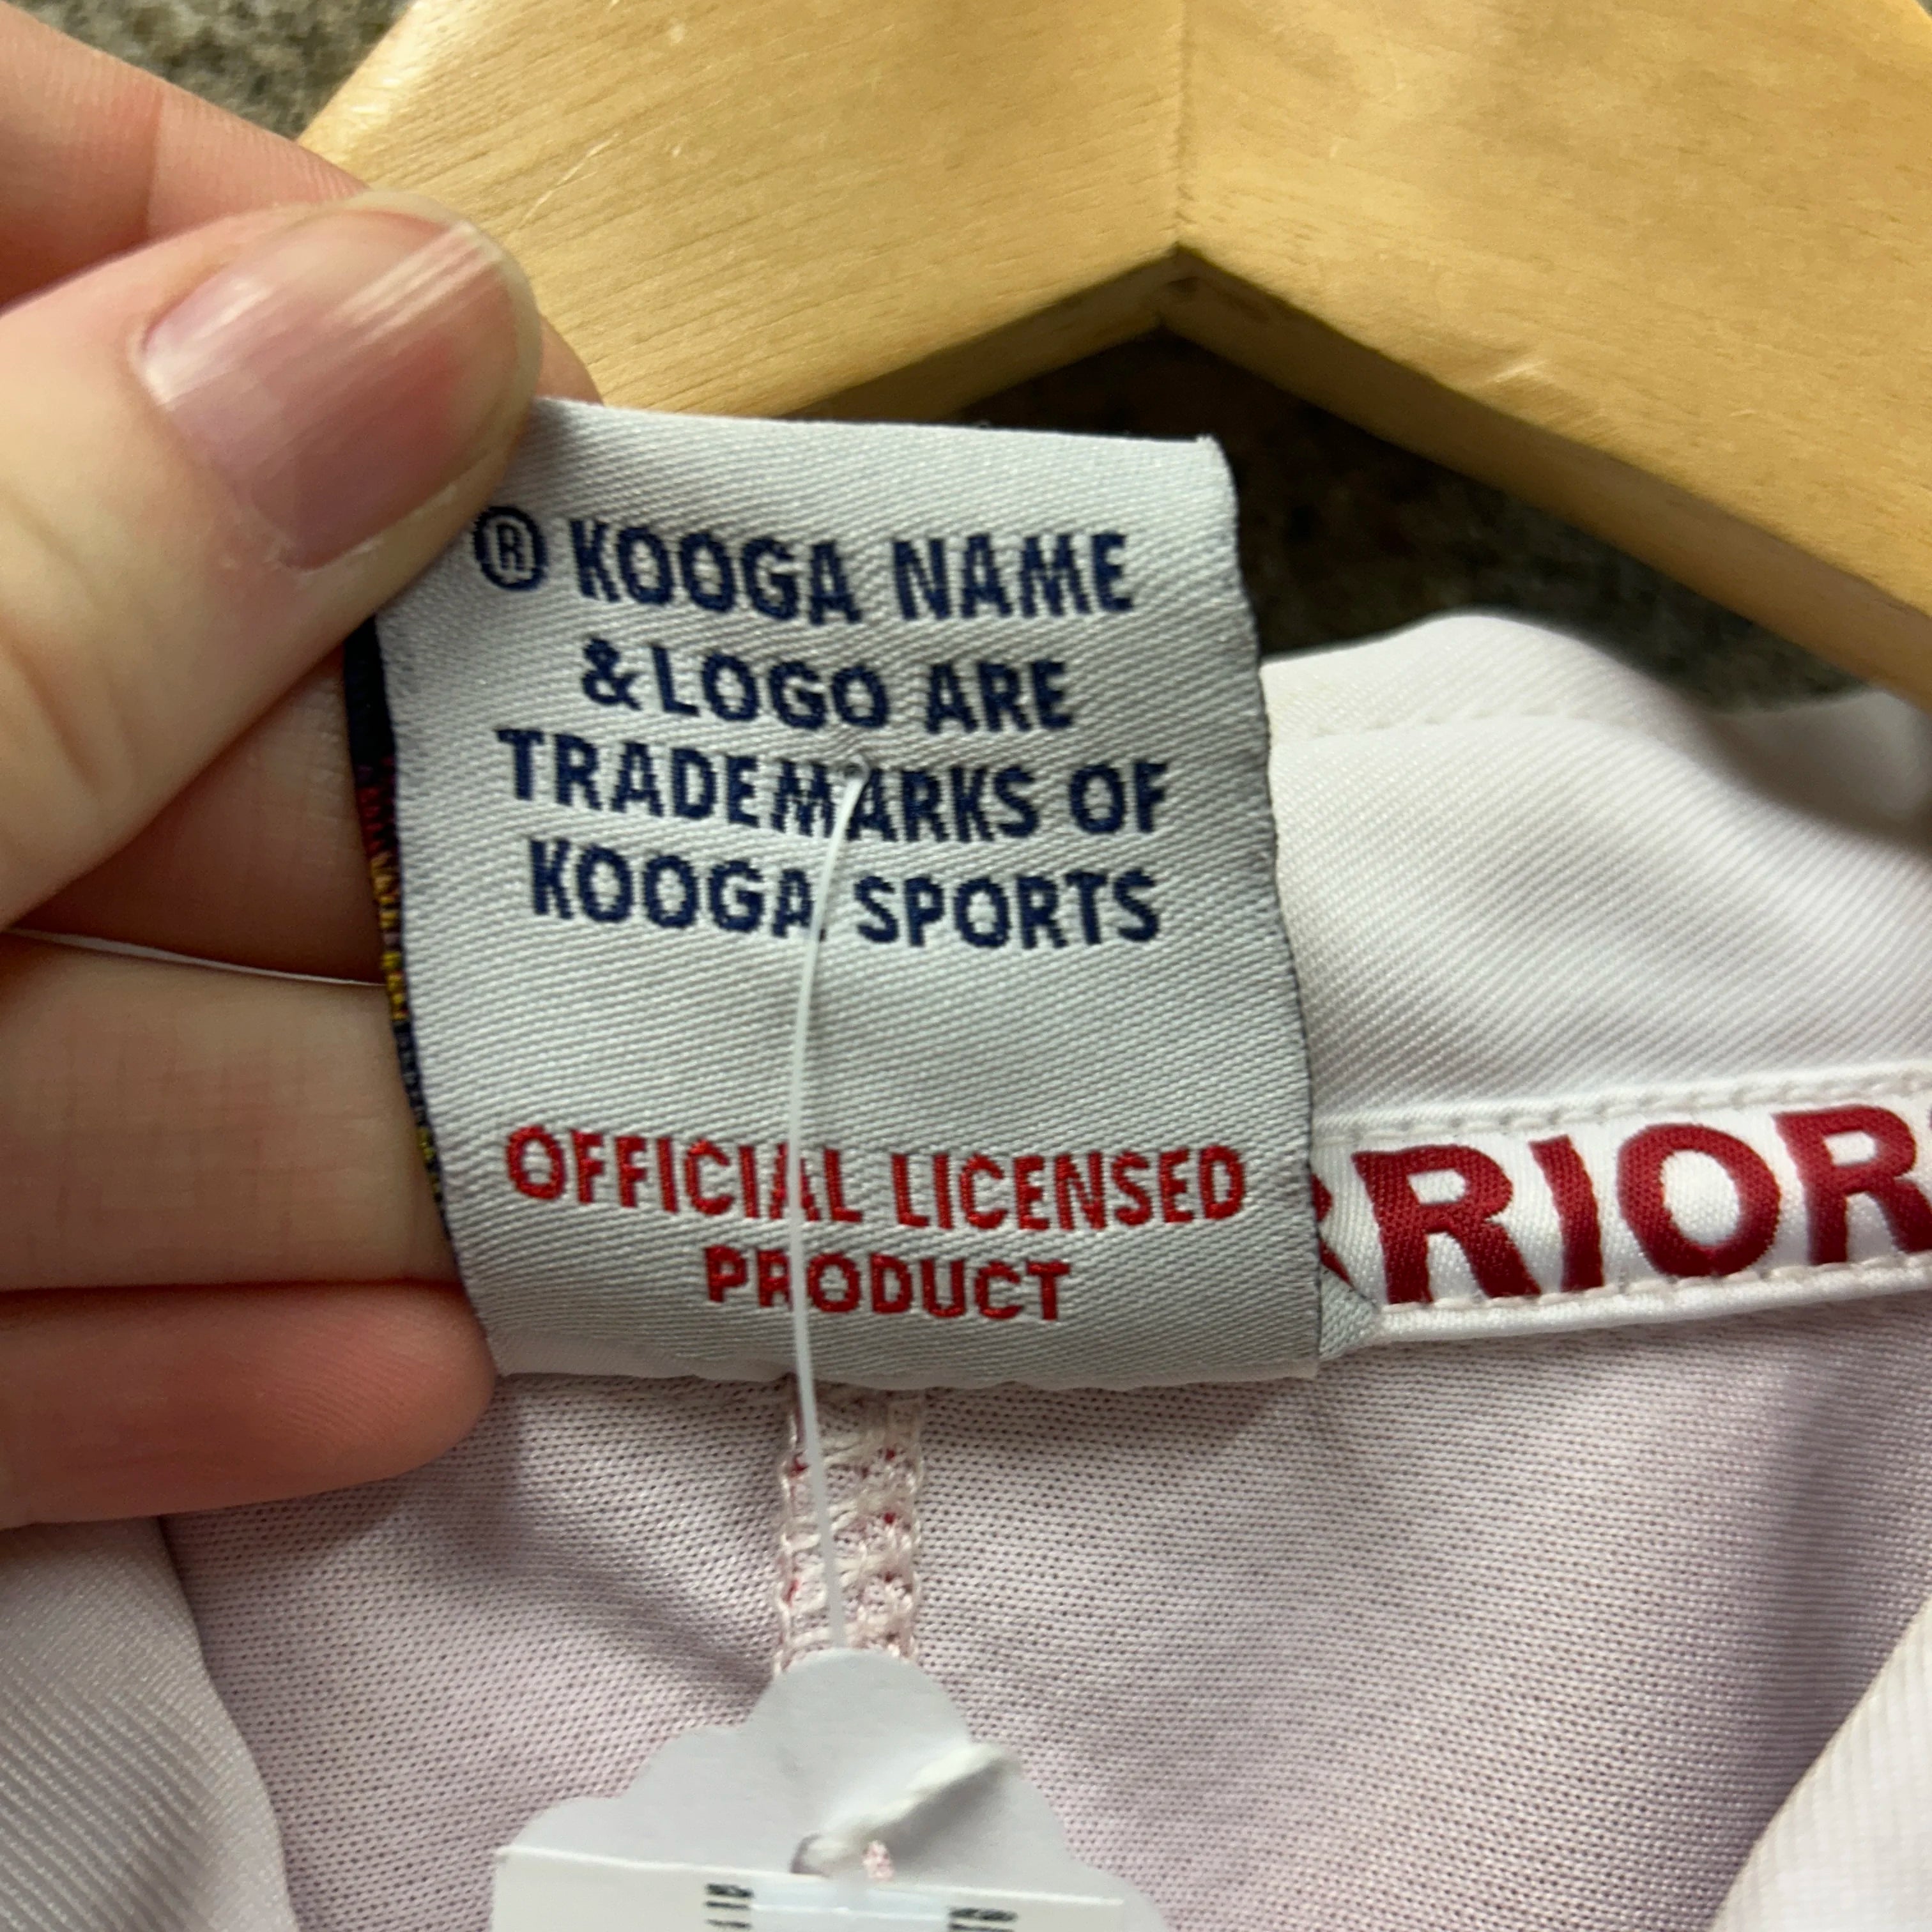 ® KOOGA NAME
& LOGO ARE
TRADEMARKS OF
KOOGA SPORTS
OFFICIAL LICENSED
PRODUCT
RRIOR